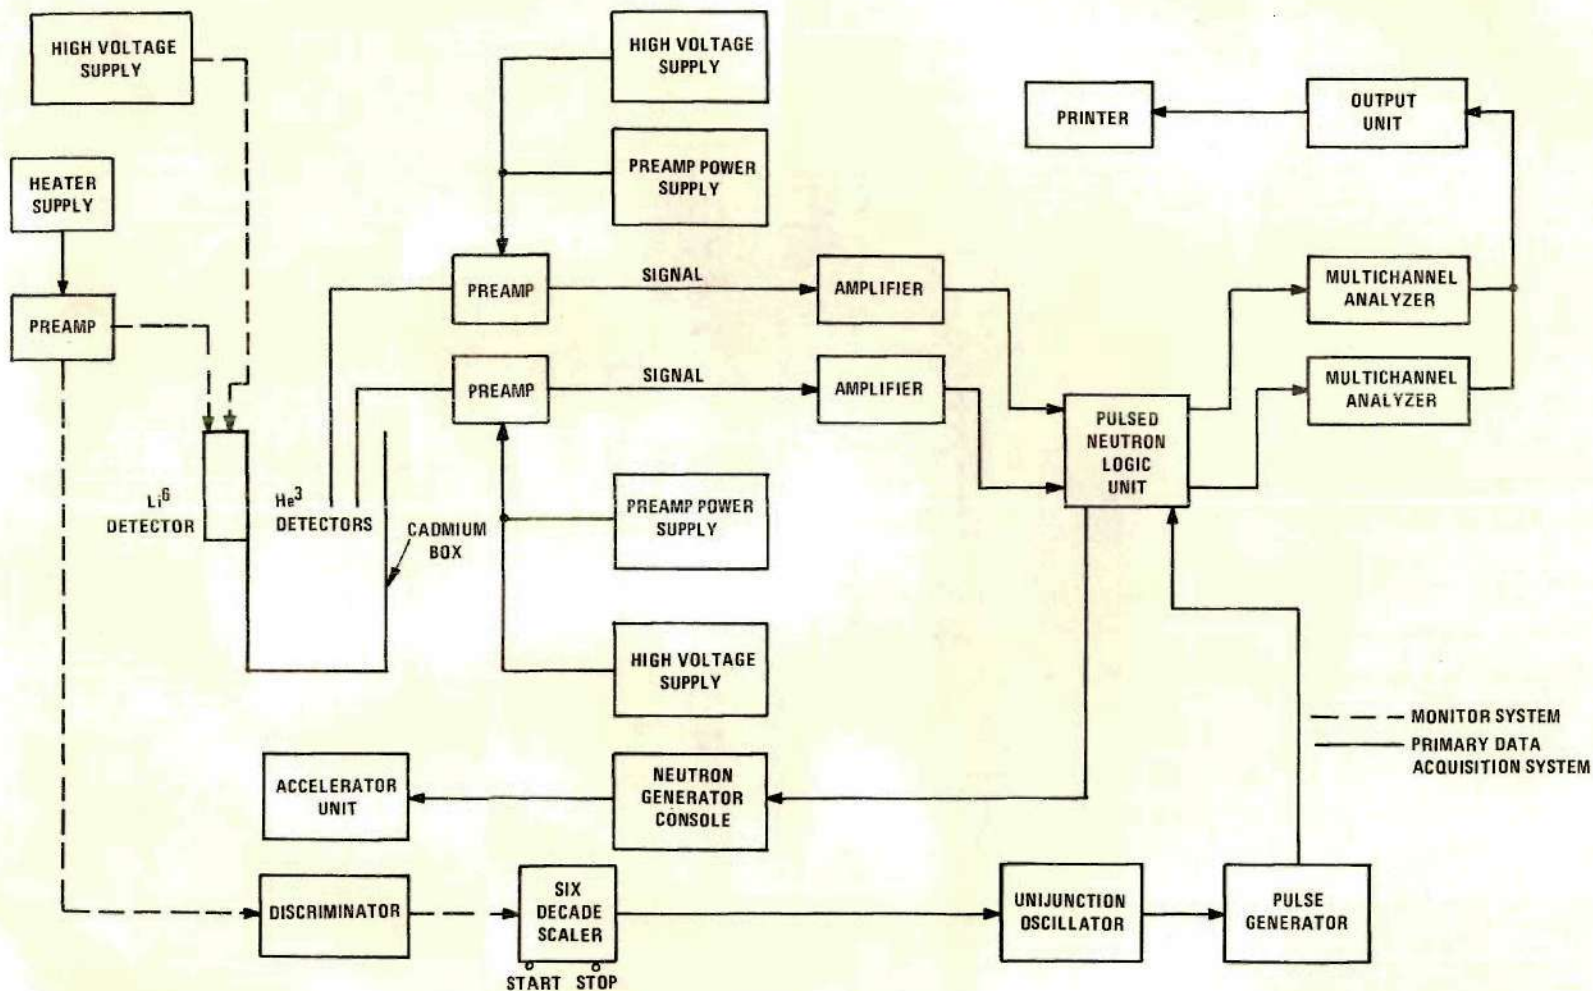 HIGH VOLTAGE
SUPPLY
HIGH VOLTAGE
SUPPLY
PRINTER
OUTPUT
UNIT
HEATER
SUPPLY
PREAMP POWER
SUPPLY
PREAMP
PREAMP
SIGNAL
AMPLIFIER
MULTICHANNEL
ANALYZER
PREAMP
SIGNAL
AMPLIFIER
MULTICHANNEL
ANALYZER
PULSED
NEUTRON
LOGIC
UNIT
Li6
DETECTOR
He3
DETECTORS
CADMIUM
BOX
PREAMP POWER
SUPPLY
HIGH VOLTAGE
SUPPLY
MONITOR SYSTEM
PRIMARY DATA
ACQUISITION SYSTEM
ACCELERATOR
UNIT
NEUTRON
GENERATOR
CONSOLE
DISCRIMINATOR
SIX
DECADE
SCALER
START STOP
UNIJUNCTION
OSCILLATOR
PULSE
GENERATOR